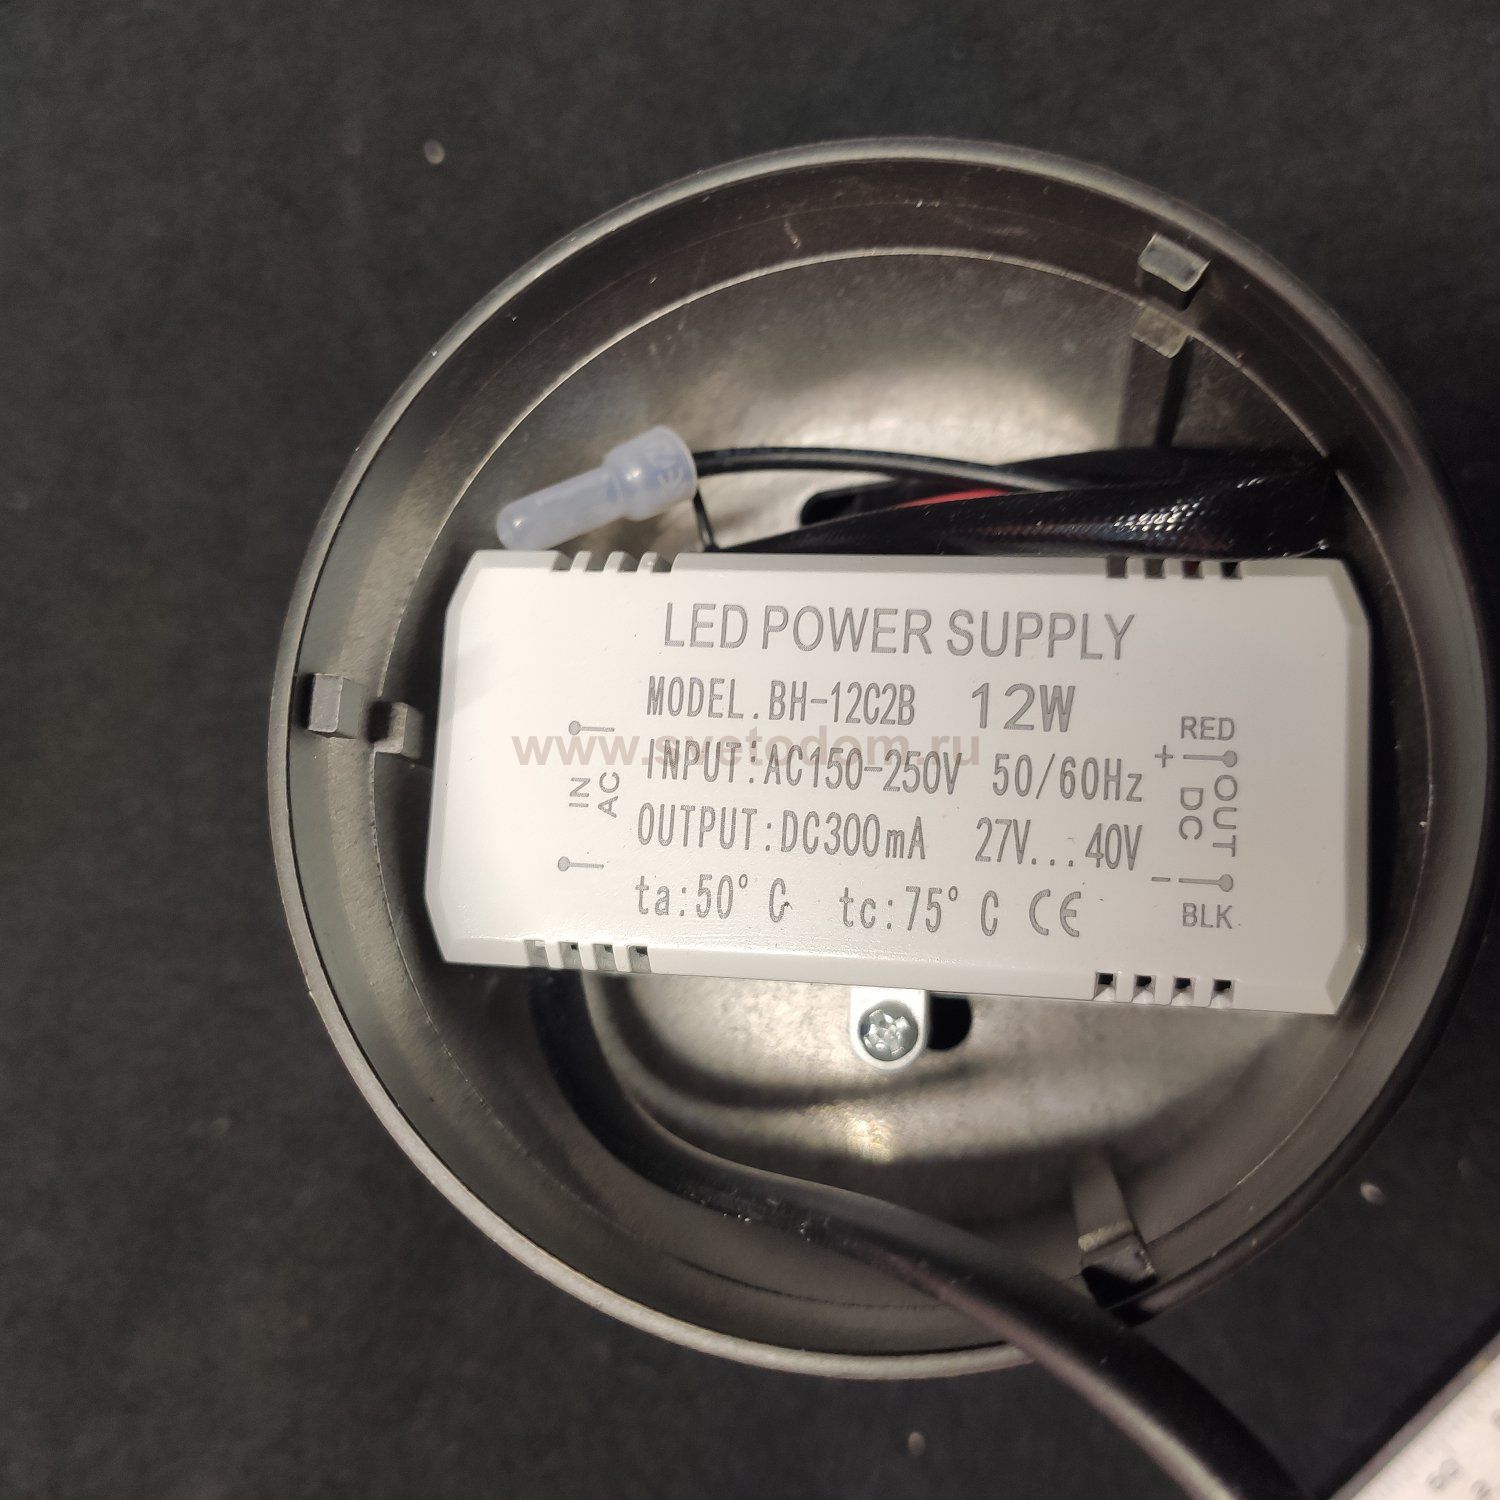 LED POWER SUPPLY
MODEL.BH-12C2B 12W
www.svetodom.ru
INPUT:AC150-250V 50/60Hz
OUTPUT:DC300mA 27V...40V
ta:50°C tc:75°C CE
IN
AC
RED
+
OUT
DC
-
BLK